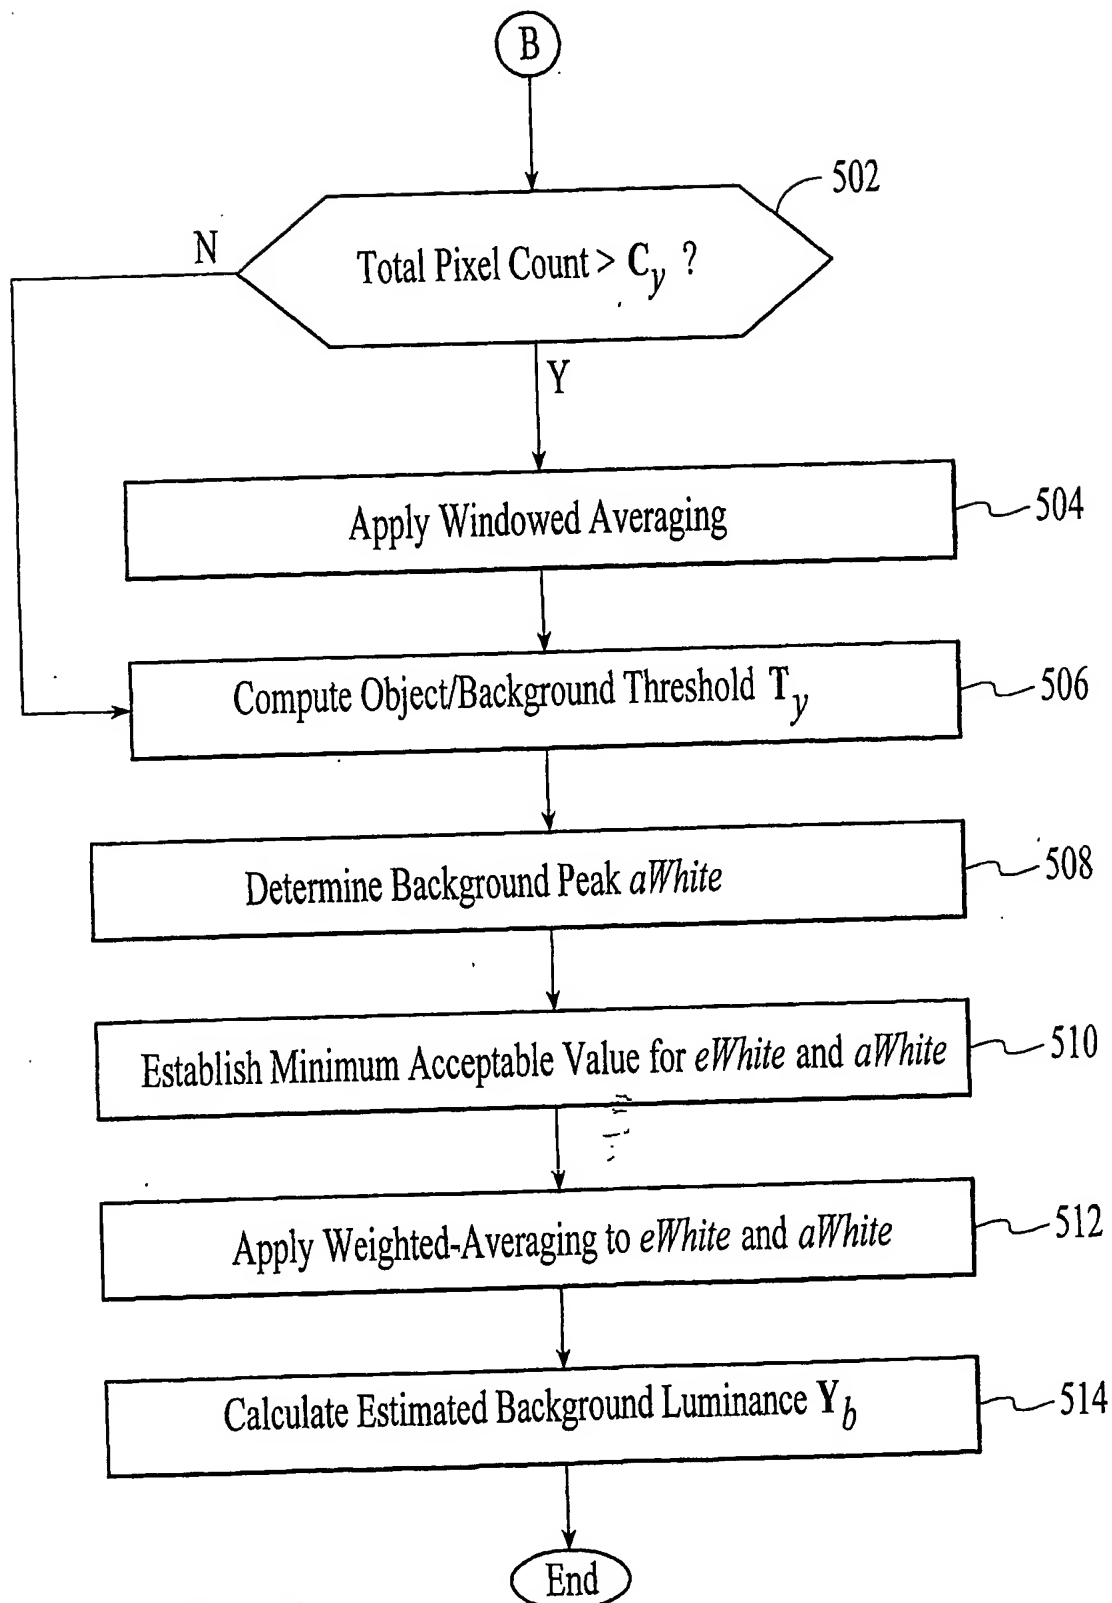 B
502
N
Total Pixel Count > Cy ?
Y
Apply Windowed Averaging
504
Compute Object/Background Threshold Ty
506
Determine Background Peak aWhite
508
Establish Minimum Acceptable Value for eWhite and aWhite
510
Apply Weighted-Averaging to eWhite and aWhite
512
Calculate Estimated Background Luminance Yb
514
End